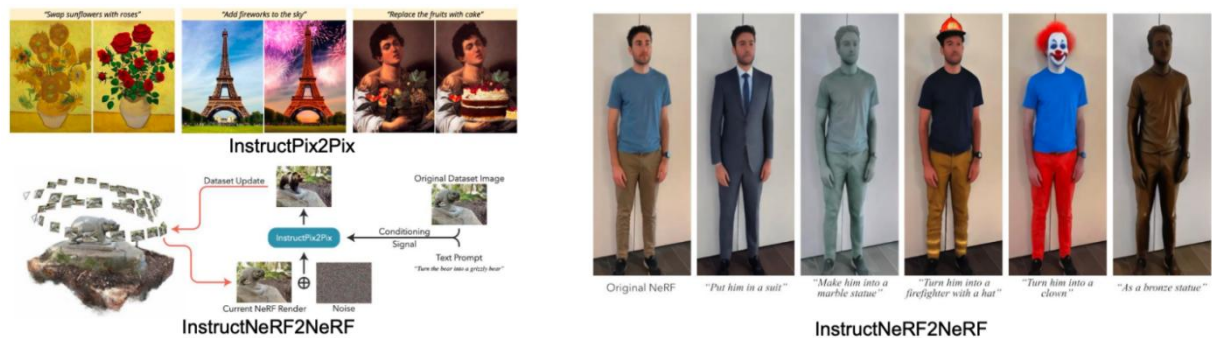 "Swap sunflowers with roses"
"Add fireworks to the sky"
"Replace the fruits with cake"
InstructPix2Pix
Dataset Update
Original Dataset Image
InstructPix2Pix
Conditioning
Signal
Text Prompt
"Turn the bear into a grizzly bear"
Current NeRF Render
Noise
InstructNeRF2NeRF
Original NeRF
"Put him in a suit"
"Make him into a
marble statue"
"Turn him into a
firefighter with a hat"
"Turn him into a
clown"
"As a bronze statue"
InstructNeRF2NeRF